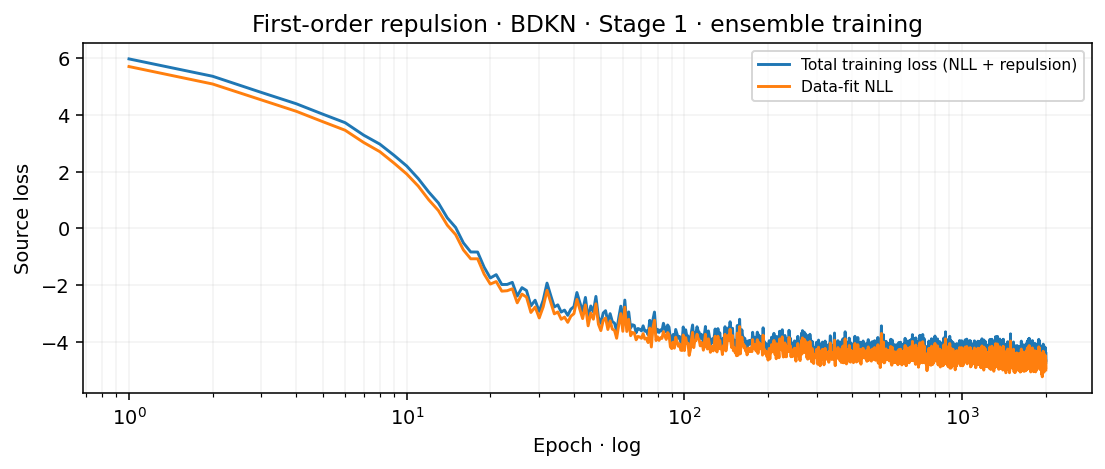 First-order repulsion · BDKN · Stage 1 · ensemble training
Total training loss (NLL + repulsion)
Data-fit NLL
Source loss
6
4
2
0
−2
−4
10⁰
10¹
10²
10³
Epoch · log